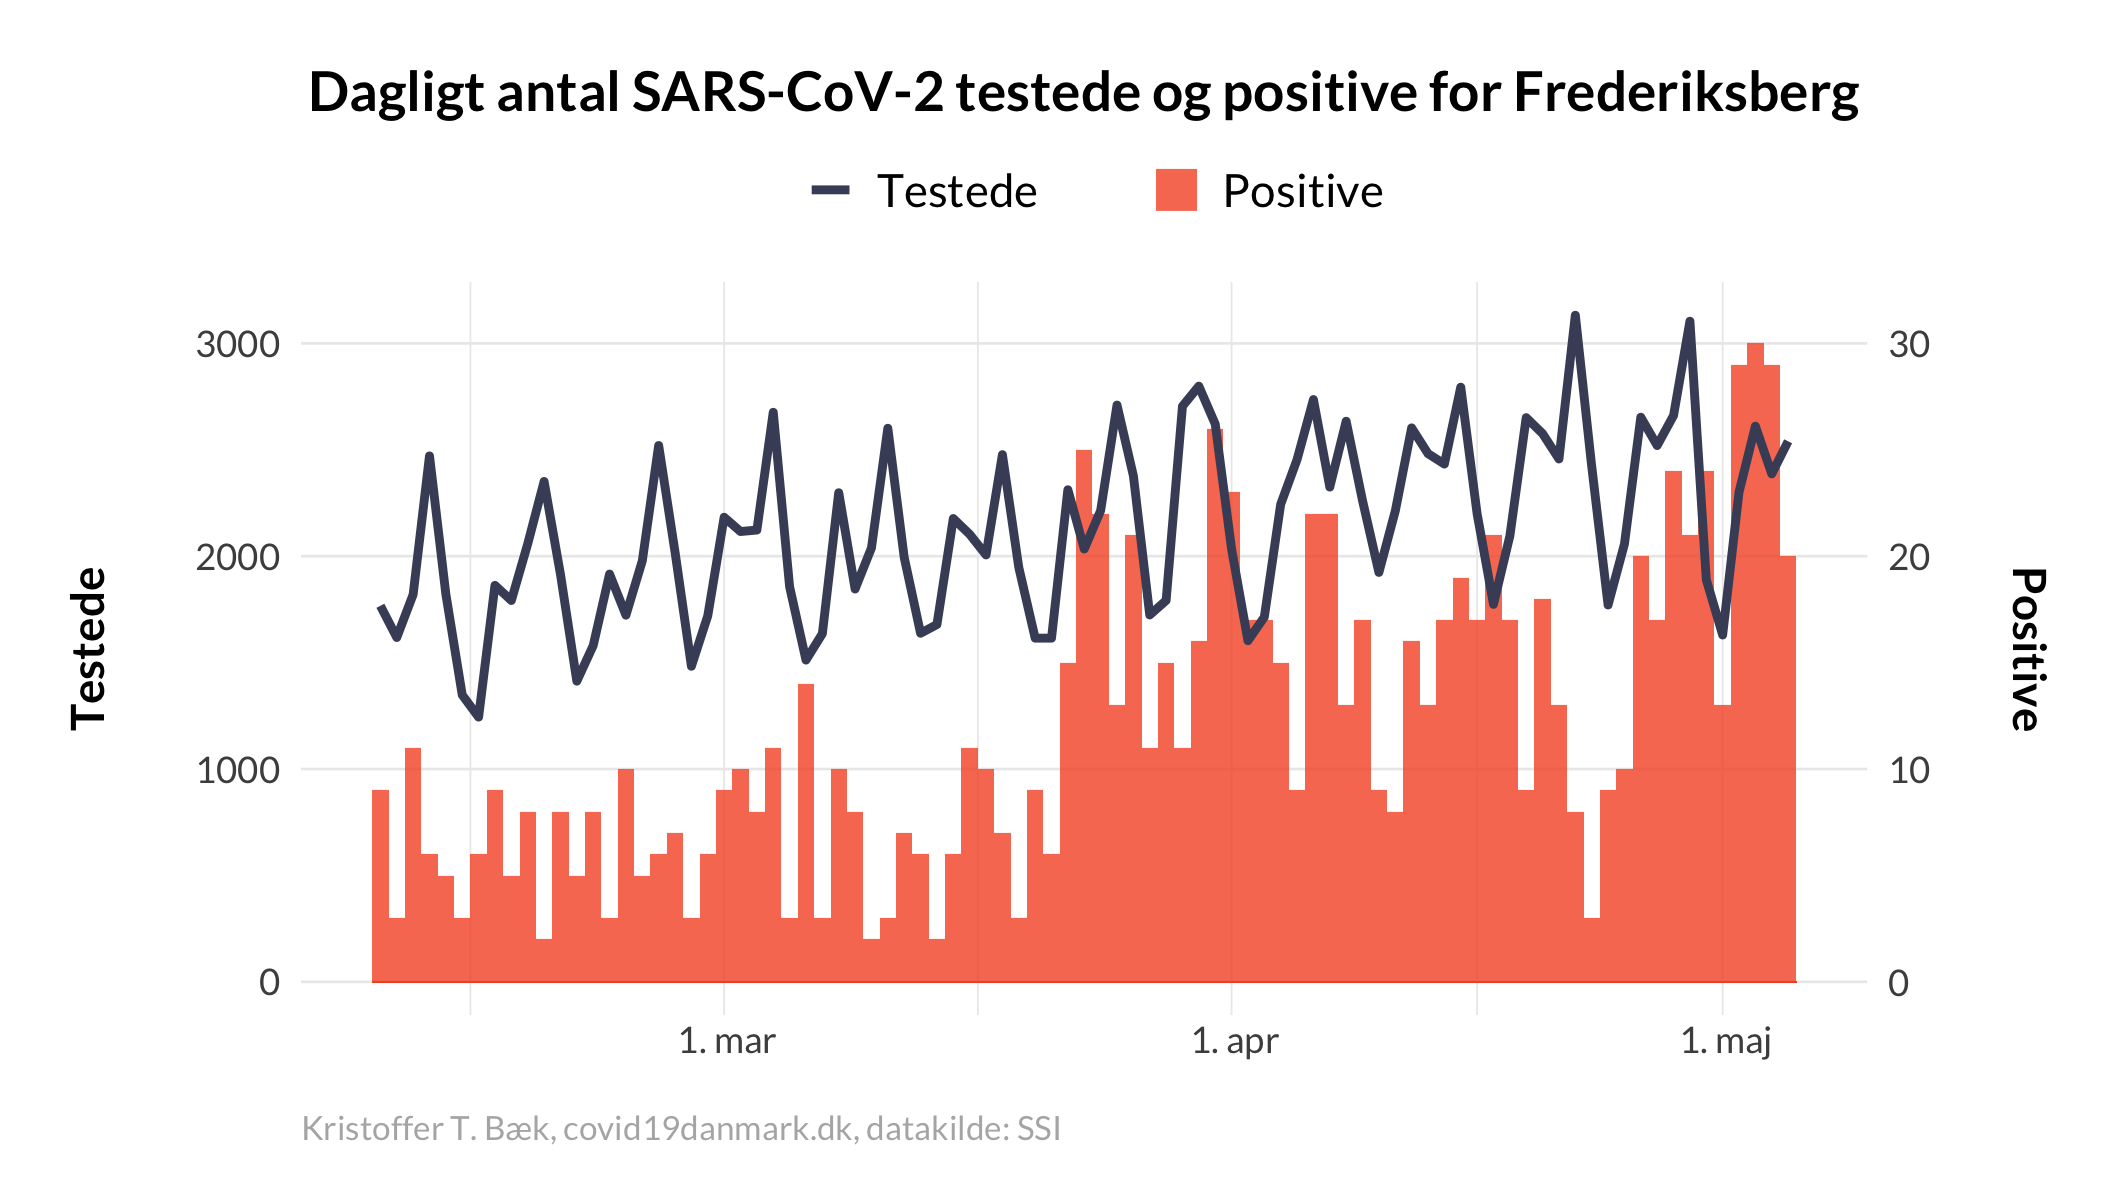 Dagligt antal SARS-CoV-2 testede og positive for Frederiksberg
Testede
Positive
3000
2000
1000
0
30
20
10
0
Testede
Positive
1. mar
1. apr
1. maj
Kristoffer T. Bæk, covid19danmark.dk, datakilde: SSI